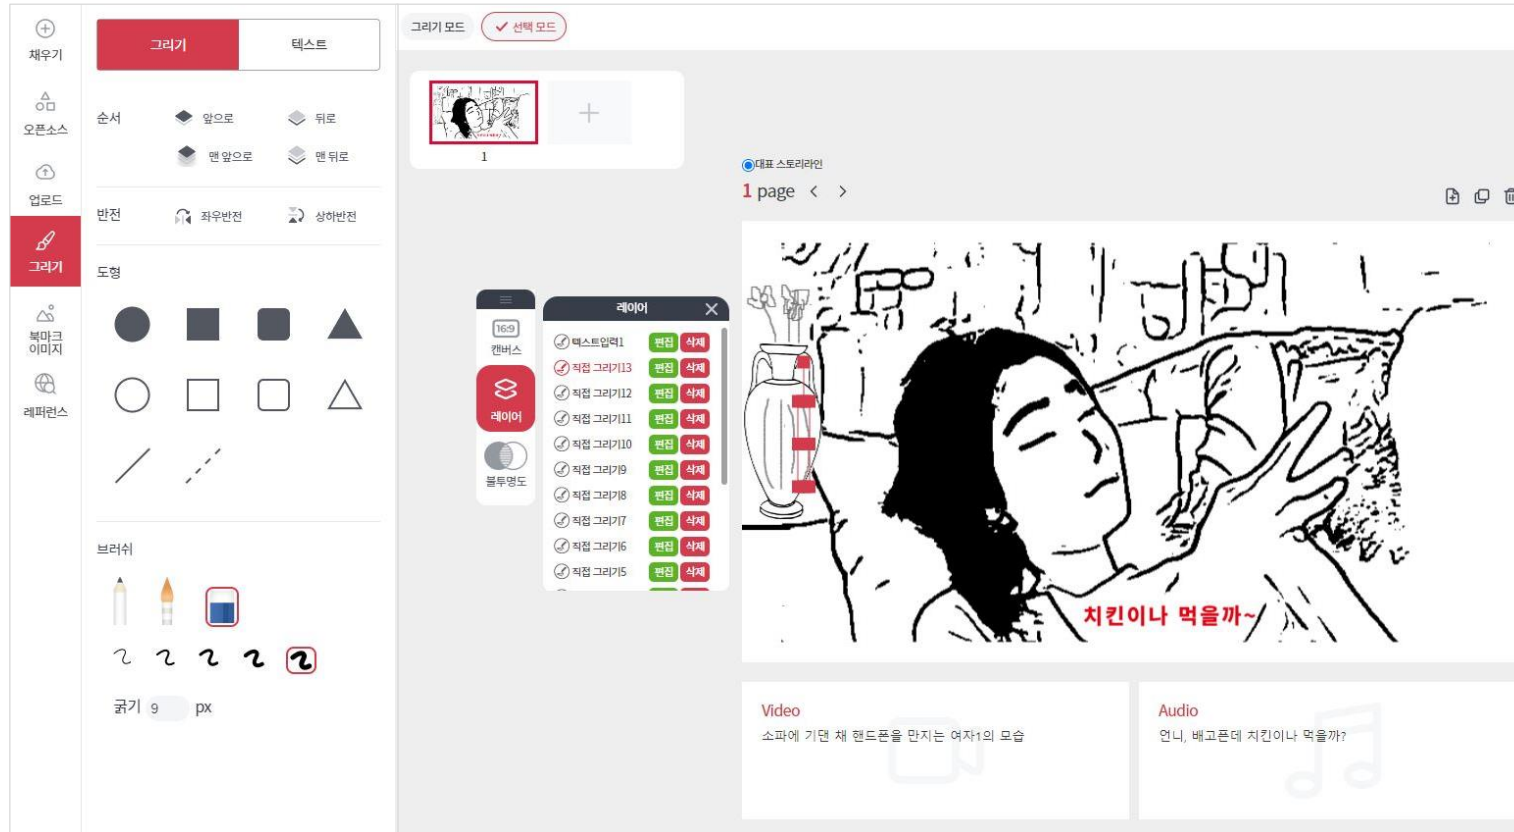 채우기
오픈소스
업로드
그리기
북마크
이미지
레퍼런스
그리기
텍스트
순서
앞으로
뒤로
맨 앞으로
맨 뒤로
반전
좌우반전
상하반전
도형
브러쉬
굵기 9 px
그리기 모드
선택 모드
1
대표 스토리라인
1 page
16:9
캔버스
레이어
불투명도
레이어
텍스트입력1 편집 삭제
직접 그리기13 편집 삭제
직접 그리기12 편집 삭제
직접 그리기11 편집 삭제
직접 그리기10 편집 삭제
직접 그리기9 편집 삭제
직접 그리기8 편집 삭제
직접 그리기7 편집 삭제
직접 그리기6 편집 삭제
직접 그리기5 편집 삭제
치킨이나 먹을까~
Video
소파에 기댄 채 핸드폰을 만지는 여자1의 모습
Audio
언니, 배고픈데 치킨이나 먹을까?